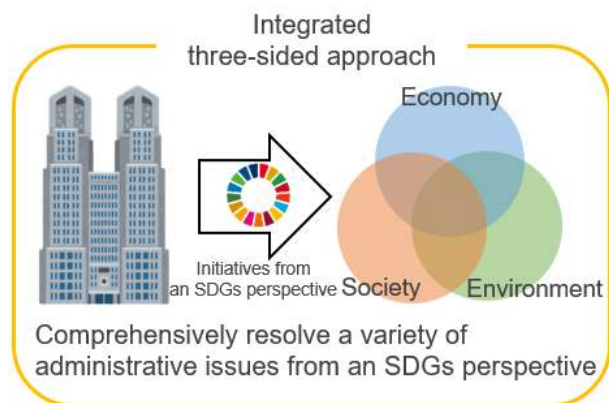 Integrated
three-sided approach
Economy
Initiatives from
an SDGs perspective
Society
Environment
Comprehensively resolve a variety of
administrative issues from an SDGs perspective